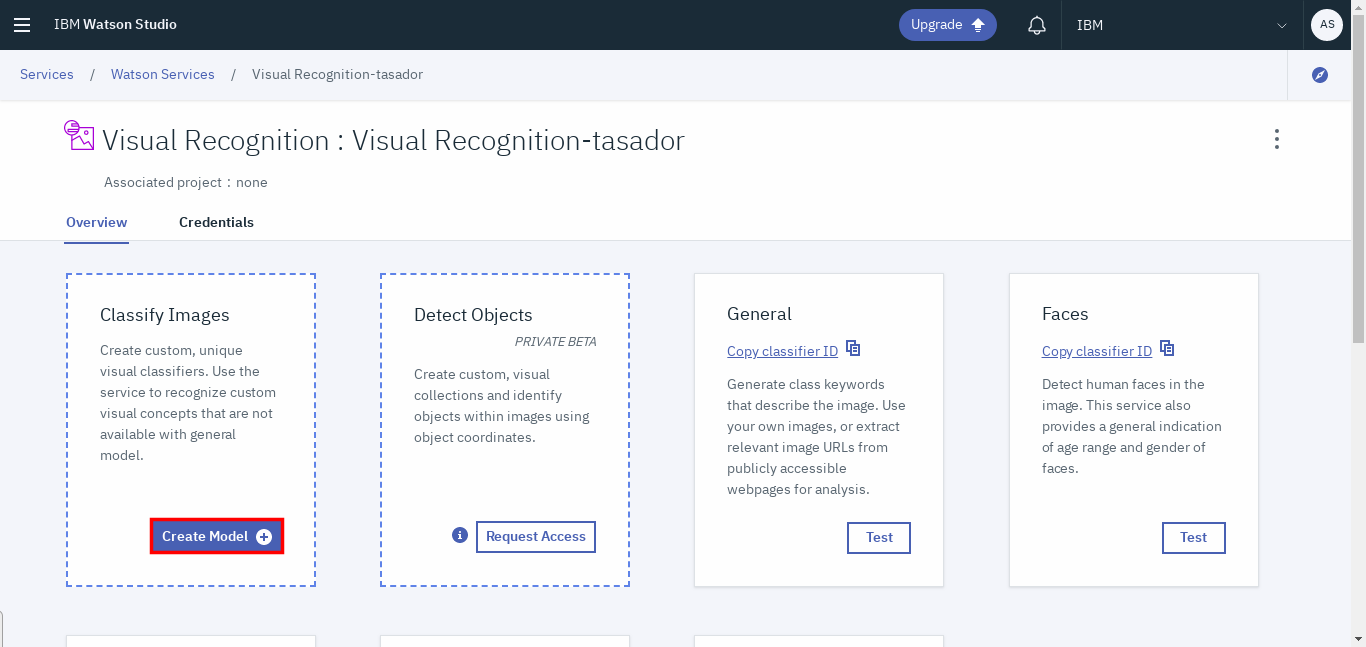 IBM Watson Studio
Upgrade
IBM
AS
Services / Watson Services / Visual Recognition-tasador
Visual Recognition : Visual Recognition-tasador
Associated project : none
Overview
Credentials
Classify Images
Create custom, unique
visual classifiers. Use the
service to recognize custom
visual concepts that are not
available with general
model.
Create Model
Detect Objects
PRIVATE BETA
Create custom, visual
collections and identify
objects within images using
object coordinates.
Request Access
General
Copy classifier ID
Generate class keywords
that describe the image. Use
your own images, or extract
relevant image URLs from
publicly accessible
webpages for analysis.
Test
Faces
Copy classifier ID
Detect human faces in the
image. This service also
provides a general indication
of age range and gender of
faces.
Test